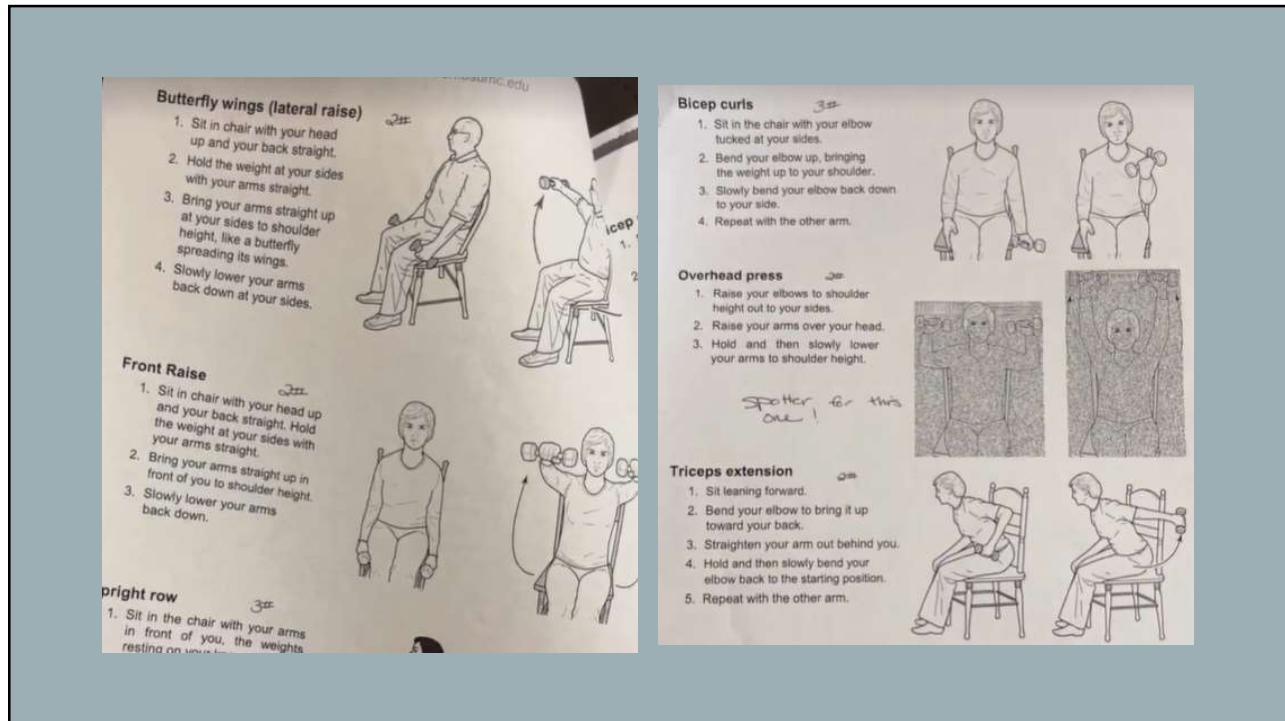 Butterfly wings (lateral raise) 2#
1. Sit in chair with your head
up and your back straight.
2. Hold the weight at your sides
with your arms straight.
3. Bring your arms straight up
at your sides to shoulder
height, like a butterfly
spreading its wings.
4. Slowly lower your arms
back down at your sides.
icep
1.
2
Front Raise 2#
1. Sit in chair with your head up
and your back straight. Hold
the weight at your sides with
your arms straight.
2. Bring your arms straight up in
front of you to shoulder height.
3. Slowly lower your arms
back down.
pright row 3#
1. Sit in the chair with your arms
in front of you, the weights
resting on your
Bicep curls 3#
1. Sit in the chair with your elbow
tucked at your sides.
2. Bend your elbow up, bringing
the weight up to your shoulder.
3. Slowly bend your elbow back down
to your side.
4. Repeat with the other arm.
Overhead press 2#
1. Raise your elbows to shoulder
height out to your sides.
2. Raise your arms over your head.
3. Hold and then slowly lower
your arms to shoulder height.
Spotter for this
one!
Triceps extension 2#
1. Sit leaning forward.
2. Bend your elbow to bring it up
toward your back.
3. Straighten your arm out behind you.
4. Hold and then slowly bend your
elbow back to the starting position.
5. Repeat with the other arm.